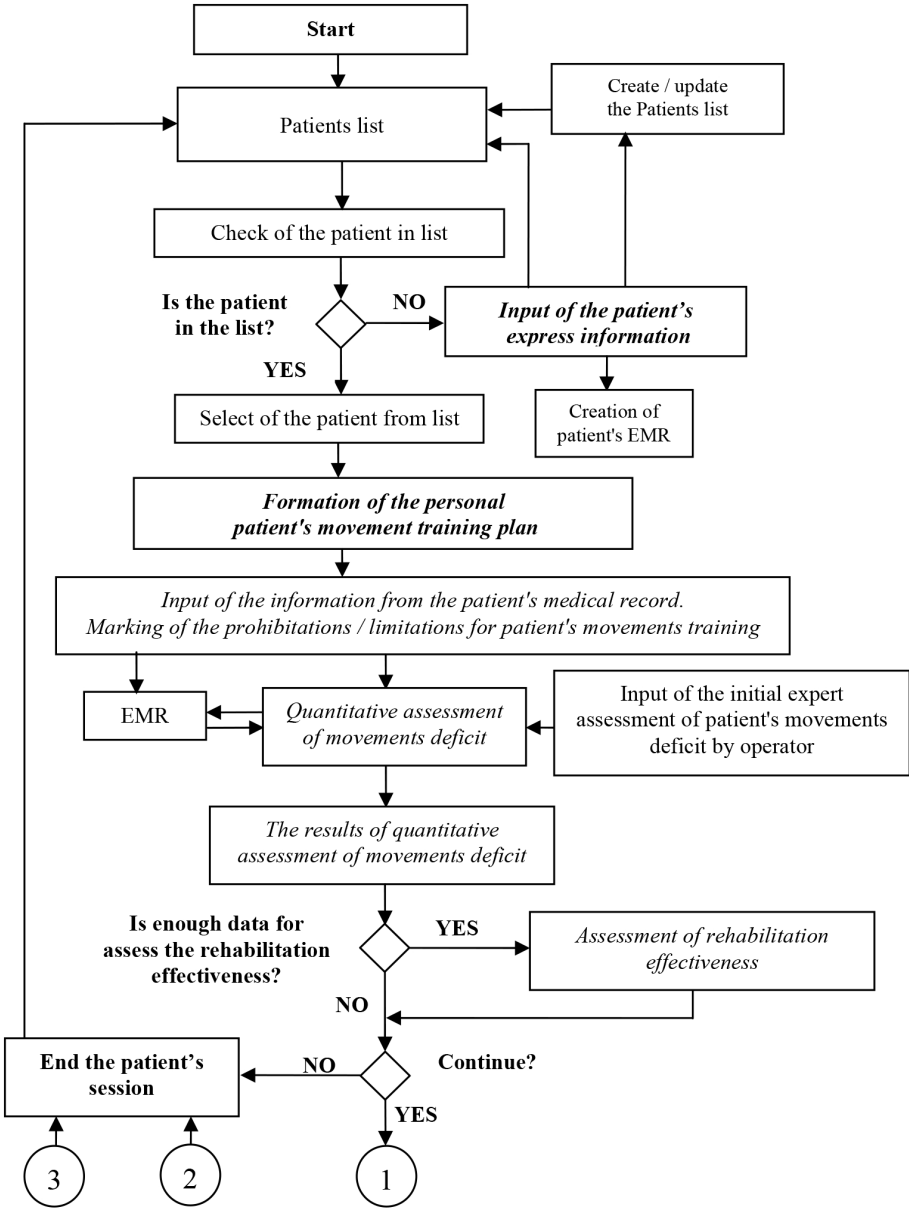 Start
Create / update
the Patients list
Patients list
Check of the patient in list
Is the patient
in the list?
NO
Input of the patient’s
express information
YES
Creation of
patient's EMR
Select of the patient from list
Formation of the personal
patient's movement training plan
Input of the information from the patient's medical record.
Marking of the prohibitations / limitations for patient's movements training
EMR
Quantitative assessment
of movements deficit
Input of the initial expert
assessment of patient's movements
deficit by operator
The results of quantitative
assessment of movements deficit
Is enough data for
assess the rehabilitation
effectiveness?
YES
Assessment of rehabilitation
effectiveness
NO
End the patient’s
session
NO
Continue?
YES
3
2
1